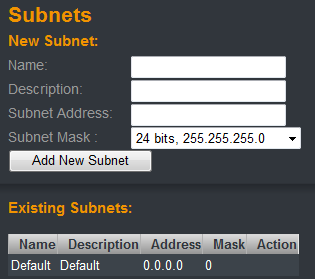 Subnets
New Subnet:
Name:
Description:
Subnet Address:
Subnet Mask : 24 bits, 255.255.255.0
Add New Subnet
Existing Subnets:
Name Description Address Mask Action
Default Default 0.0.0.0 0